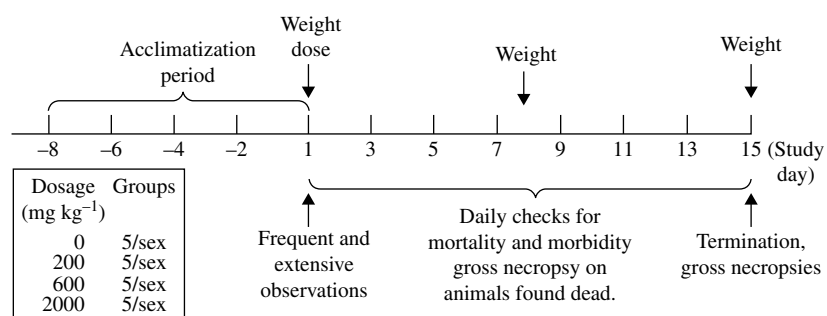 Acclimatization
period
Weight
dose
Weight
Weight
–8 –6 –4 –2 1 3 5 7 9 11 13 15 (Study
day)
Dosage Groups
(mg kg⁻¹)
0 5/sex
200 5/sex
600 5/sex
2000 5/sex
Frequent and
extensive
observations
Daily checks for
mortality and morbidity
gross necropsy on
animals found dead.
Termination,
gross necropsies